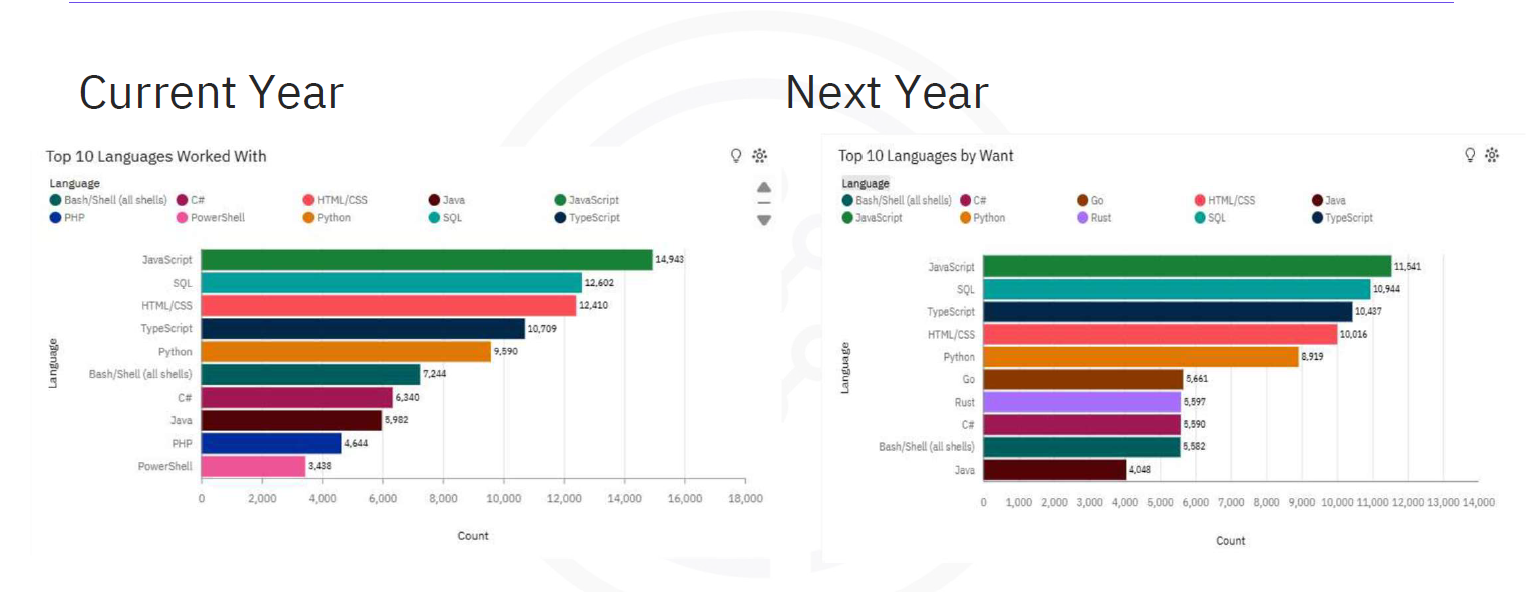 Current Year
Next Year
Top 10 Languages Worked With
Language
Bash/Shell (all shells) C# HTML/CSS Java JavaScript
PHP PowerShell Python SQL TypeScript
Language
JavaScript 14,943
SQL 12,602
HTML/CSS 12,410
TypeScript 10,709
Python 9,590
Bash/Shell (all shells) 7,244
C# 6,340
Java 5,982
PHP 4,644
PowerShell 3,438
0 2,000 4,000 6,000 8,000 10,000 12,000 14,000 16,000 18,000
Count
Top 10 Languages by Want
Language
Bash/Shell (all shells) C# Go HTML/CSS Java
JavaScript Python Rust SQL TypeScript
Language
JavaScript 11,541
SQL 10,944
TypeScript 10,437
HTML/CSS 10,016
Python 8,919
Go 5,661
Rust 5,597
C# 5,590
Bash/Shell (all shells) 5,582
Java 4,048
0 1,000 2,000 3,000 4,000 5,000 6,000 7,000 8,000 9,000 10,000 11,000 12,000 13,000 14,000
Count